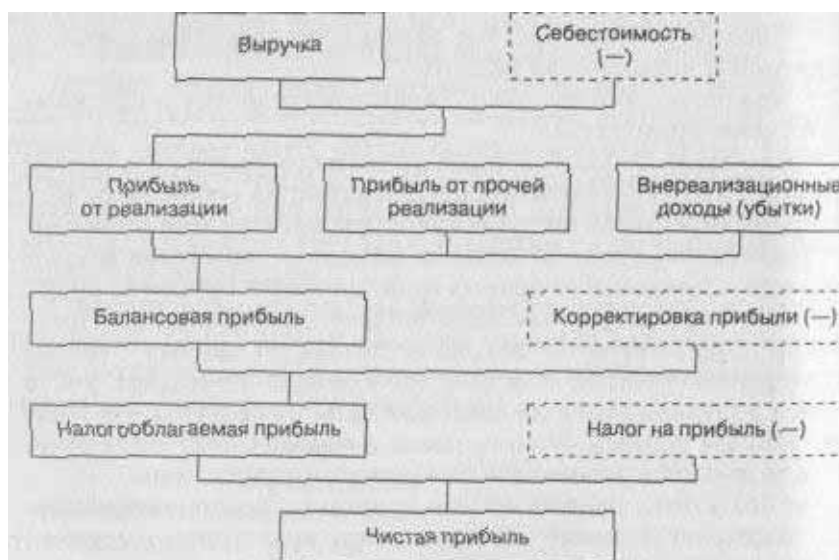 Выручка
Себестоимость
(—)
Прибыль
от реализации
Прибыль от прочей
реализации
Внереализационные
доходы (убытки)
Балансовая прибыль
Корректировка прибыли (—)
Налогооблагаемая прибыль
Налог на прибыль (—)
Чистая прибыль